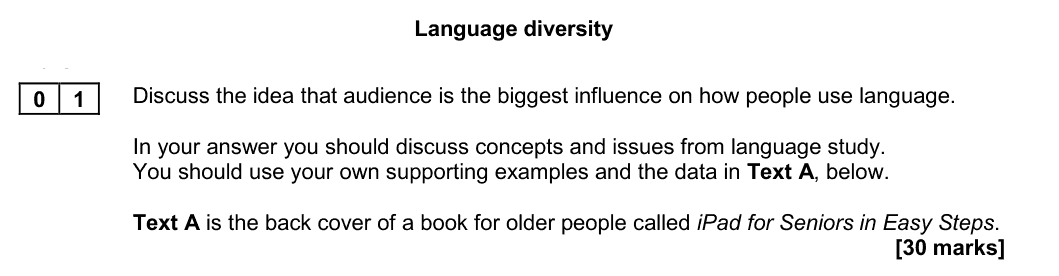 Language diversity
0 1 Discuss the idea that audience is the biggest influence on how people use language.
In your answer you should discuss concepts and issues from language study.
You should use your own supporting examples and the data in Text A, below.
Text A is the back cover of a book for older people called iPad for Seniors in Easy Steps.
[30 marks]